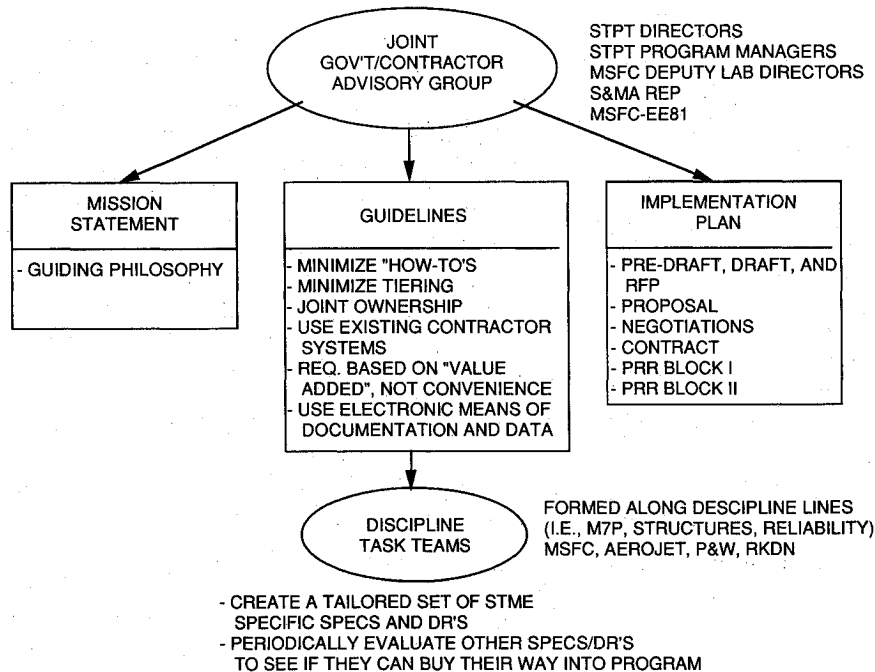 JOINT
GOV'T/CONTRACTOR
ADVISORY GROUP
STPT DIRECTORS
STPT PROGRAM MANAGERS
MSFC DEPUTY LAB DIRECTORS
S&MA REP
MSFC-EE81
MISSION
STATEMENT
- GUIDING PHILOSOPHY
GUIDELINES
- MINIMIZE "HOW-TO'S
- MINIMIZE TIERING
- JOINT OWNERSHIP
- USE EXISTING CONTRACTOR
SYSTEMS
- REQ. BASED ON "VALUE
ADDED", NOT CONVENIENCE
- USE ELECTRONIC MEANS OF
DOCUMENTATION AND DATA
IMPLEMENTATION
PLAN
- PRE-DRAFT, DRAFT, AND
RFP
- PROPOSAL
- NEGOTIATIONS
- CONTRACT
- PRR BLOCK I
- PRR BLOCK II
DISCIPLINE
TASK TEAMS
FORMED ALONG DESCIPLINE LINES
(I.E., M7P, STRUCTURES, RELIABILITY)
MSFC, AEROJET, P&W, RKDN
- CREATE A TAILORED SET OF STME
SPECIFIC SPECS AND DR'S
- PERIODICALLY EVALUATE OTHER SPECS/DR'S
TO SEE IF THEY CAN BUY THEIR WAY INTO PROGRAM